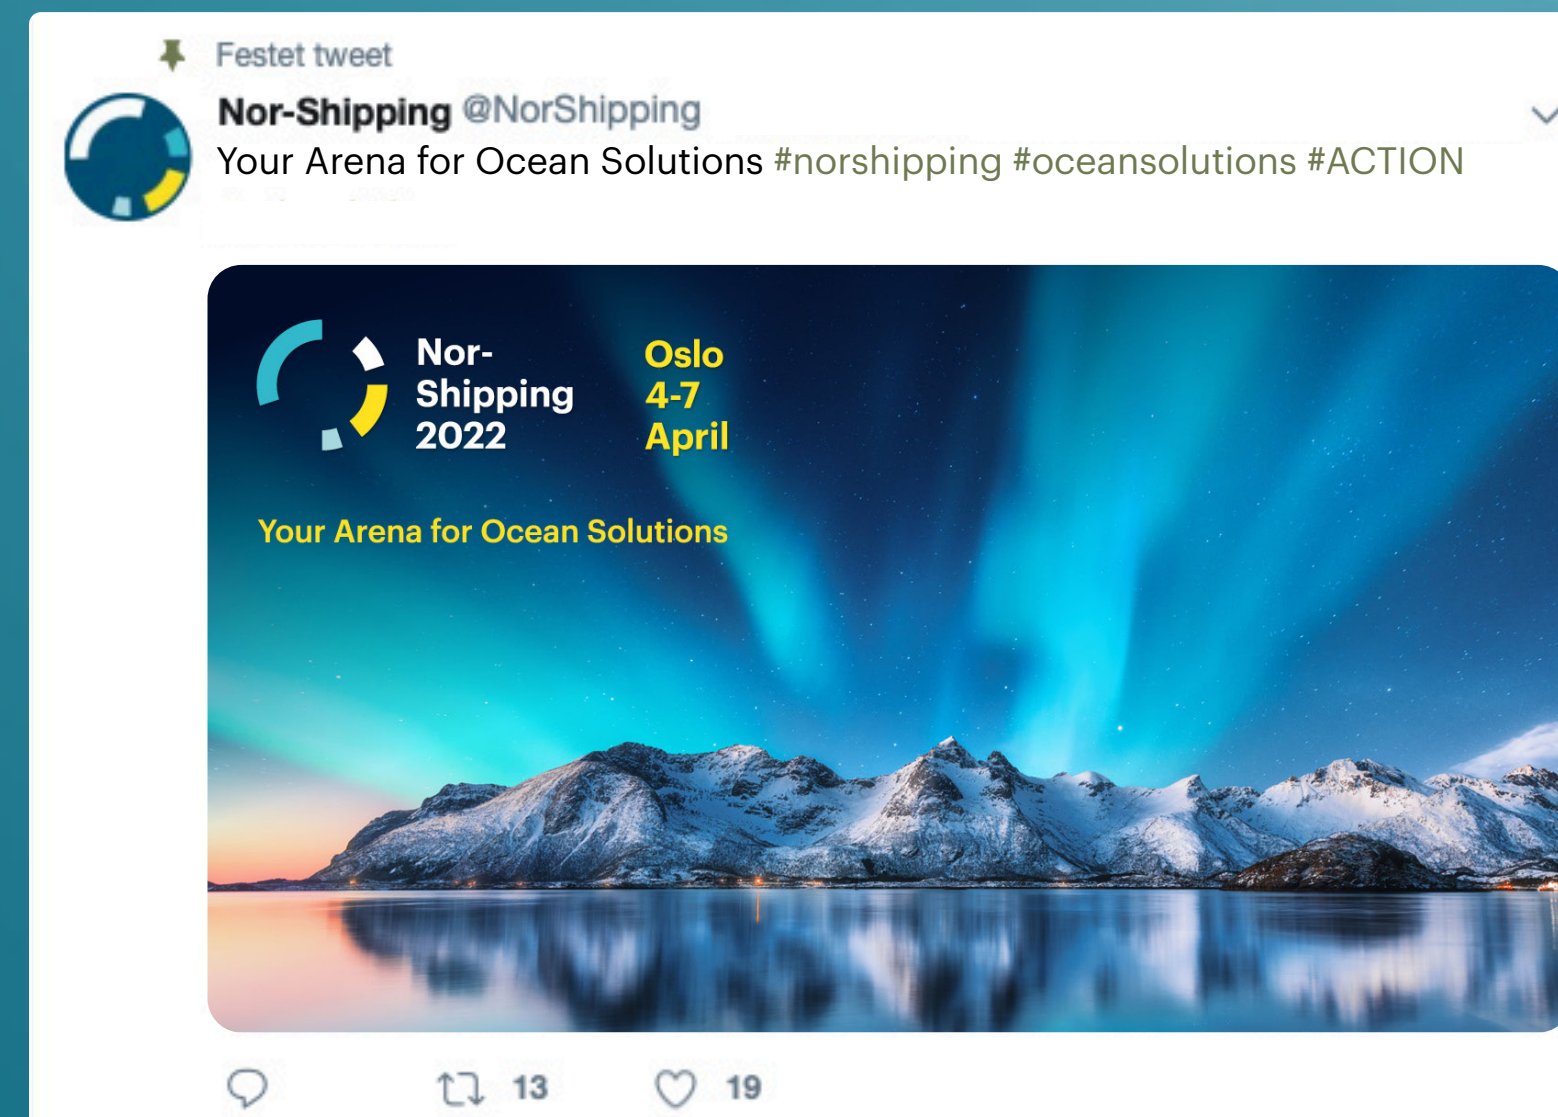 Festet tweet
Nor-Shipping @NorShipping
Your Arena for Ocean Solutions #norshipping #oceansolutions #ACTION
Nor-
Shipping
2022
Oslo
4-7
April
Your Arena for Ocean Solutions
13
19